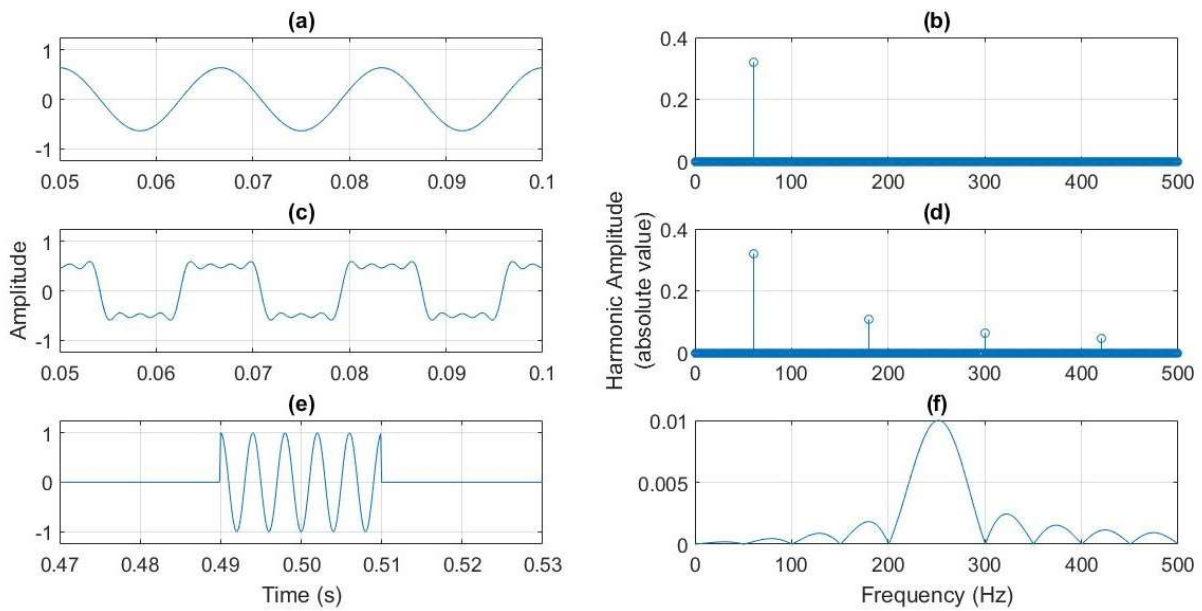 (a)
1
0
-1
0.05 0.06 0.07 0.08 0.09 0.1
(b)
0.4
0.2
0
0 100 200 300 400 500
(c)
1
0
-1
0.05 0.06 0.07 0.08 0.09 0.1
Amplitude
(d)
0.4
0.2
0
0 100 200 300 400 500
Harmonic Amplitude
(absolute value)
(e)
1
0
-1
0.47 0.48 0.49 0.50 0.51 0.52 0.53
Time (s)
(f)
0.01
0.005
0
0 100 200 300 400 500
Frequency (Hz)